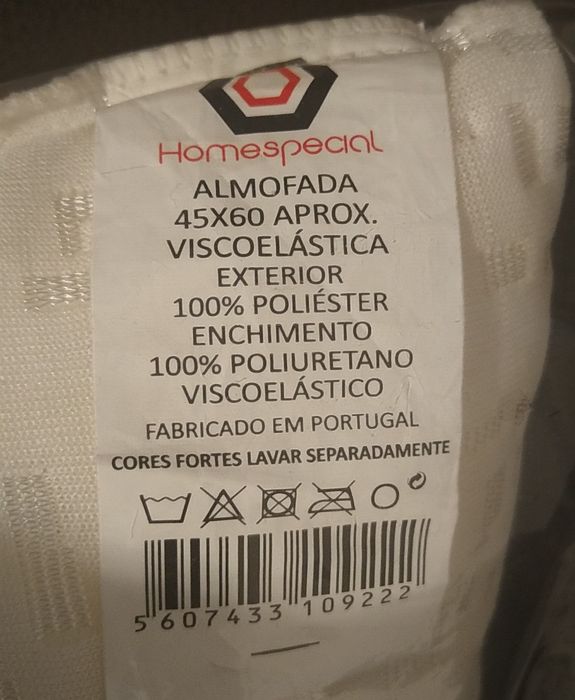 Homespecial
ALMOFADA
45X60 APROX.
VISCOELÁSTICA
EXTERIOR
100% POLIÉSTER
ENCHIMENTO
100% POLIURETANO
VISCOELÁSTICO
FABRICADO EM PORTUGAL
CORES FORTES LAVAR SEPARADAMENTE
5 607433 109222